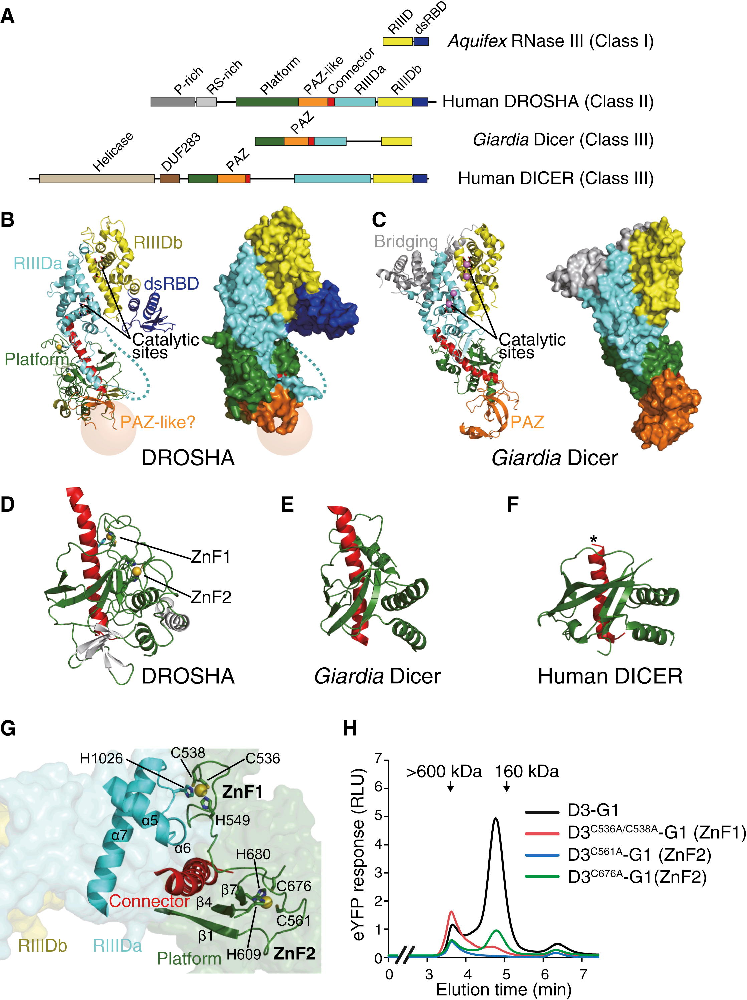 A
RIIID
dsRBD
Aquifex RNase III (Class I)
P-rich
RS-rich
Platform
PAZ-like
Connector
RIIIDa
RIIIDb
Human DROSHA (Class II)
PAZ
Giardia Dicer (Class III)
Helicase
DUF283
PAZ
Human DICER (Class III)
B
RIIIDb
RIIIDa
dsRBD
Catalytic
sites
Platform
PAZ-like?
DROSHA
C
Bridging
Catalytic
sites
PAZ
Giardia Dicer
D
ZnF1
ZnF2
DROSHA
E
Giardia Dicer
F
*
Human DICER
G
H1026
C538
C536
ZnF1
H549
α5
α7
α6
H680
C676
β7
β4
Connector
C561
β1
H609
ZnF2
RIIIDb
RIIIDa
Platform
H
eYFP response (RLU)
7
6
5
4
3
2
1
0
>600 kDa
160 kDa
D3-G1
D3C536A/C538A-G1 (ZnF1)
D3C561A-G1 (ZnF2)
D3C676A-G1(ZnF2)
0 3 4 5 6 7
Elution time (min)